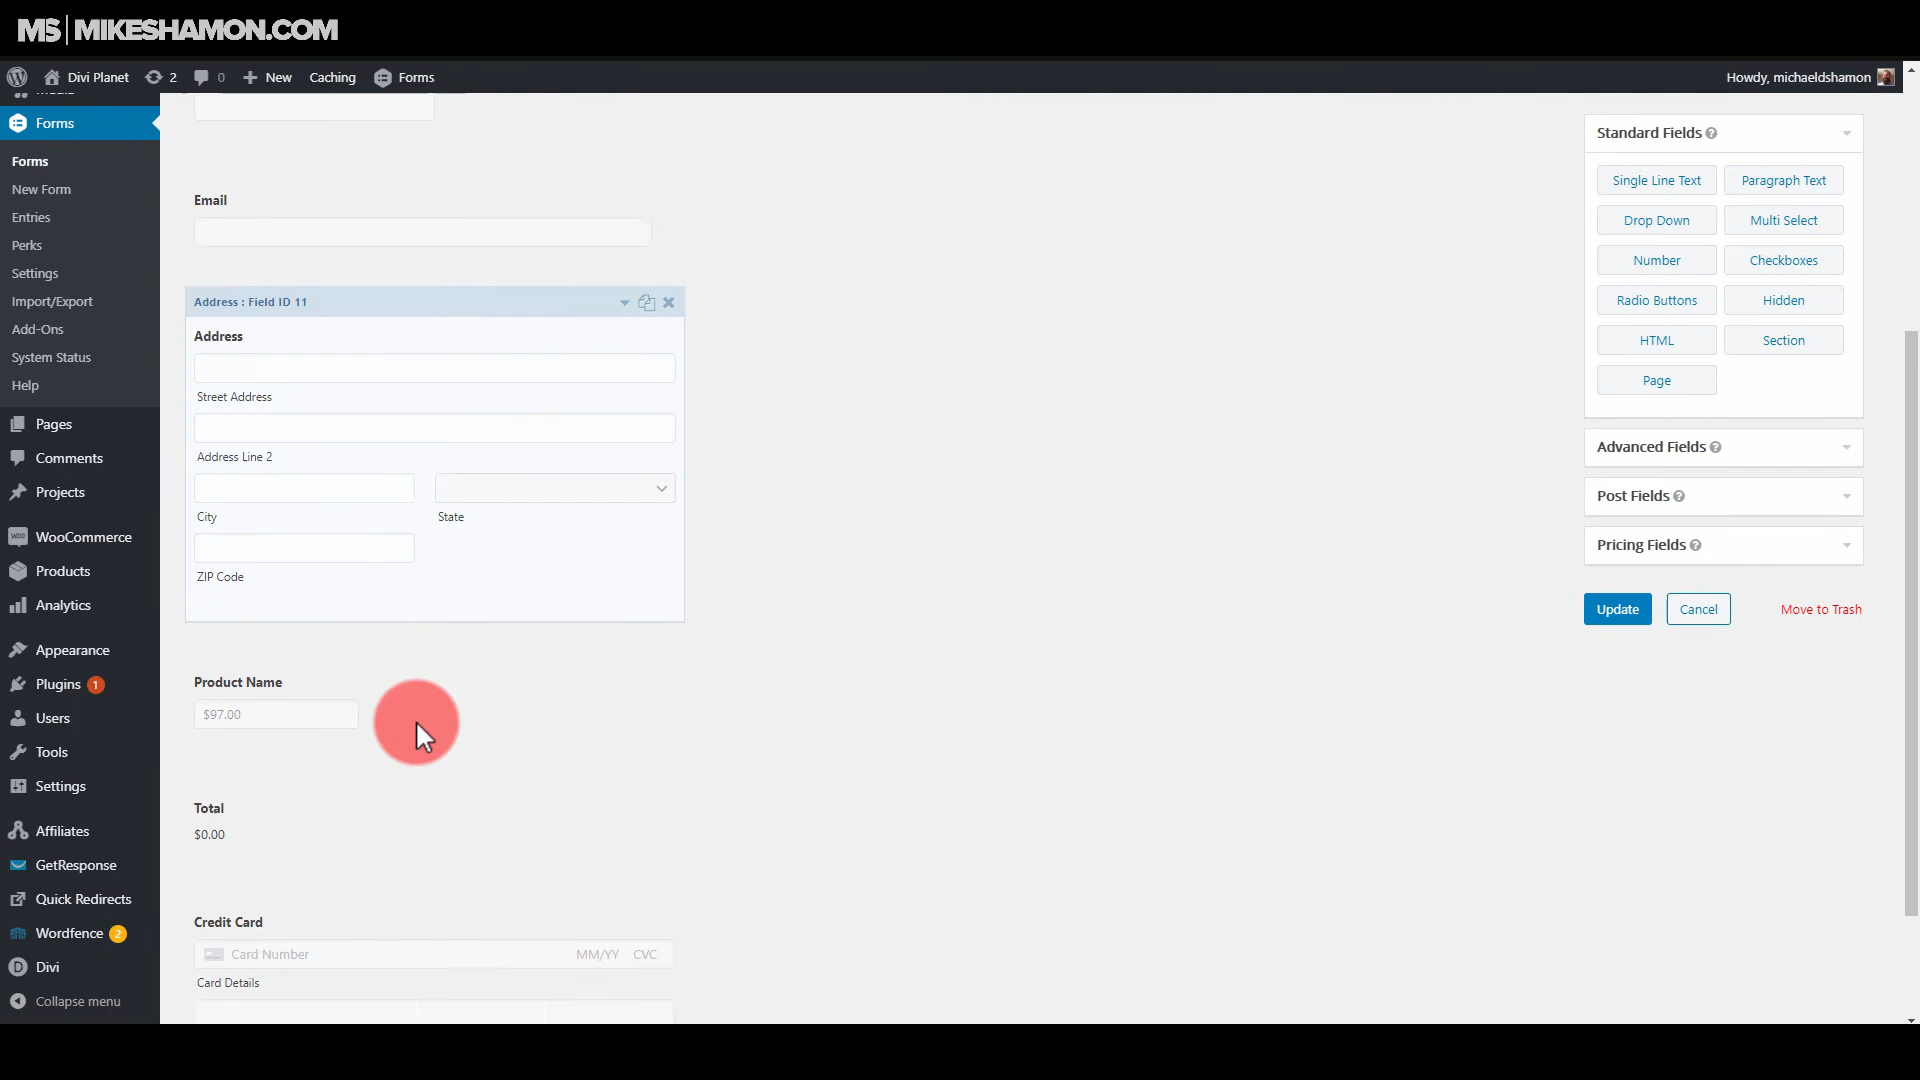 MS | MIKESHAMON.COM
Divi Planet 2 0 New Caching Forms Howdy, michaeldshamon
Media
Forms
Forms
New Form
Entries
Perks
Settings
Import/Export
Add-Ons
System Status
Help
Pages
Comments
Projects
WooCommerce
Products
Analytics
Appearance
Plugins 1
Users
Tools
Settings
Affiliates
GetResponse
Quick Redirects
Wordfence 2
Divi
Collapse menu
Email
Address : Field ID 11
Address
Street Address
Address Line 2
City State
ZIP Code
Product Name
$97.00
Total
$0.00
Credit Card
Card Number MM/YY CVC
Card Details
Standard Fields
Single Line Text Paragraph Text
Drop Down Multi Select
Number Checkboxes
Radio Buttons Hidden
HTML Section
Page
Advanced Fields
Post Fields
Pricing Fields
Update Cancel Move to Trash